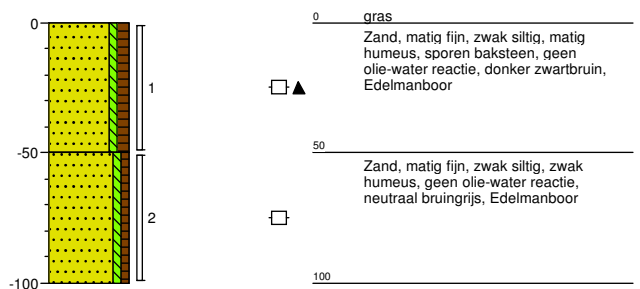 0
-50
-100
1
2
0
gras
Zand, matig fijn, zwak siltig, matig
humeus, sporen baksteen, geen
olie-water reactie, donker zwartbruin,
Edelmanboor
50
Zand, matig fijn, zwak siltig, zwak
humeus, geen olie-water reactie,
neutraal bruingrijs, Edelmanboor
100